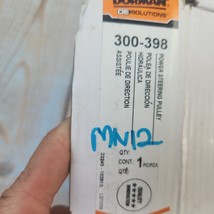 DORMAN
SOLUTIONS
300-398
POWER STEERING PULLEY
POLEA DE DIRECCIÓN
HIDRÁULICA
POULIE DE DIRECTION
ASSISTÉE
MN12
QTY.
CONT. 1
QTÉ